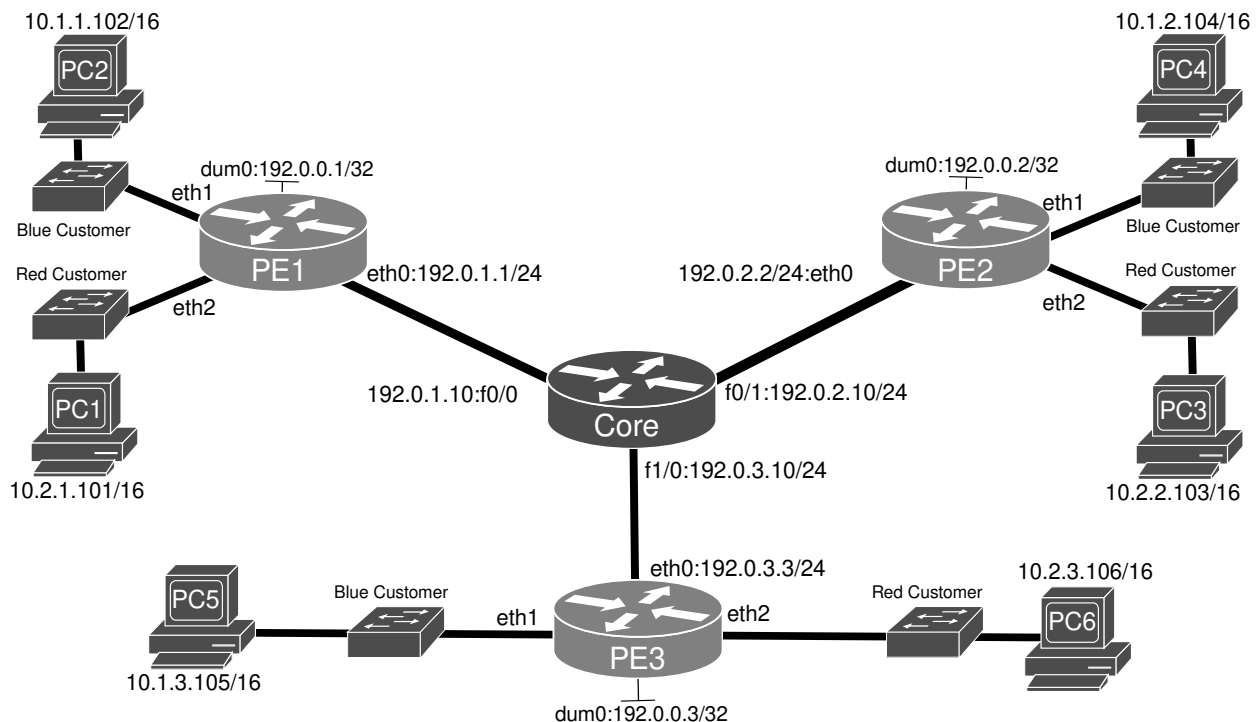 10.1.1.102/16
PC2
Blue Customer
eth1
dum0:192.0.0.1/32
Red Customer
eth2
PE1
eth0:192.0.1.1/24
PC1
10.2.1.101/16
10.1.2.104/16
PC4
dum0:192.0.0.2/32
eth1
Blue Customer
192.0.2.2/24:eth0
PE2
Red Customer
eth2
PC3
10.2.2.103/16
192.0.1.10:f0/0
f0/1:192.0.2.10/24
Core
f1/0:192.0.3.10/24
eth0:192.0.3.3/24
PC5
10.1.3.105/16
Blue Customer
eth1
PE3
eth2
Red Customer
10.2.3.106/16
PC6
dum0:192.0.0.3/32